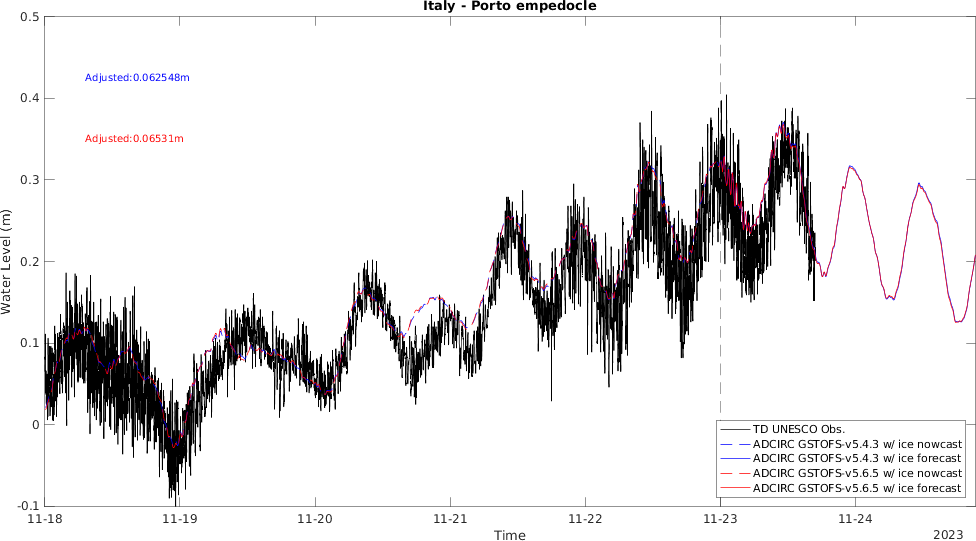 Italy - Porto empedocle
0.5
Adjusted:0.062548m
0.4
Adjusted:0.06531m
0.3
Water Level (m)
0.2
0.1
0
-0.1
TD UNESCO Obs.
ADCIRC GSTOFS-v5.4.3 w/ ice nowcast
ADCIRC GSTOFS-v5.4.3 w/ ice forecast
ADCIRC GSTOFS-v5.6.5 w/ ice nowcast
ADCIRC GSTOFS-v5.6.5 w/ ice forecast
11-18 11-19 11-20 11-21 11-22 11-23 11-24
Time
2023